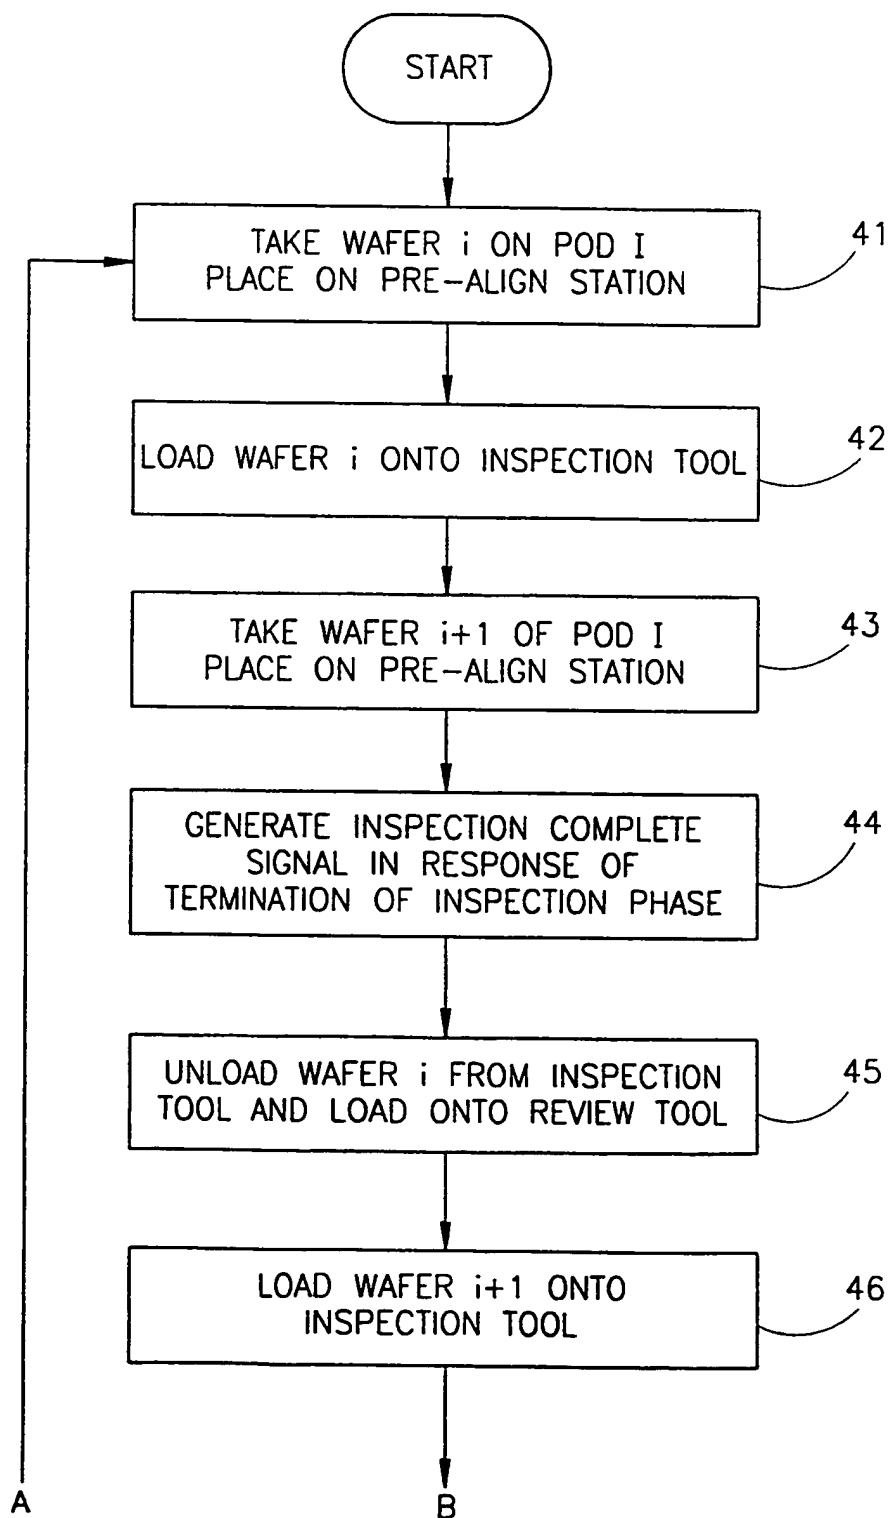 START
TAKE WAFER i ON POD I
PLACE ON PRE-ALIGN STATION
41
LOAD WAFER i ONTO INSPECTION TOOL
42
TAKE WAFER i+1 OF POD I
PLACE ON PRE-ALIGN STATION
43
GENERATE INSPECTION COMPLETE
SIGNAL IN RESPONSE OF
TERMINATION OF INSPECTION PHASE
44
UNLOAD WAFER i FROM INSPECTION
TOOL AND LOAD ONTO REVIEW TOOL
45
LOAD WAFER i+1 ONTO
INSPECTION TOOL
46
A
B